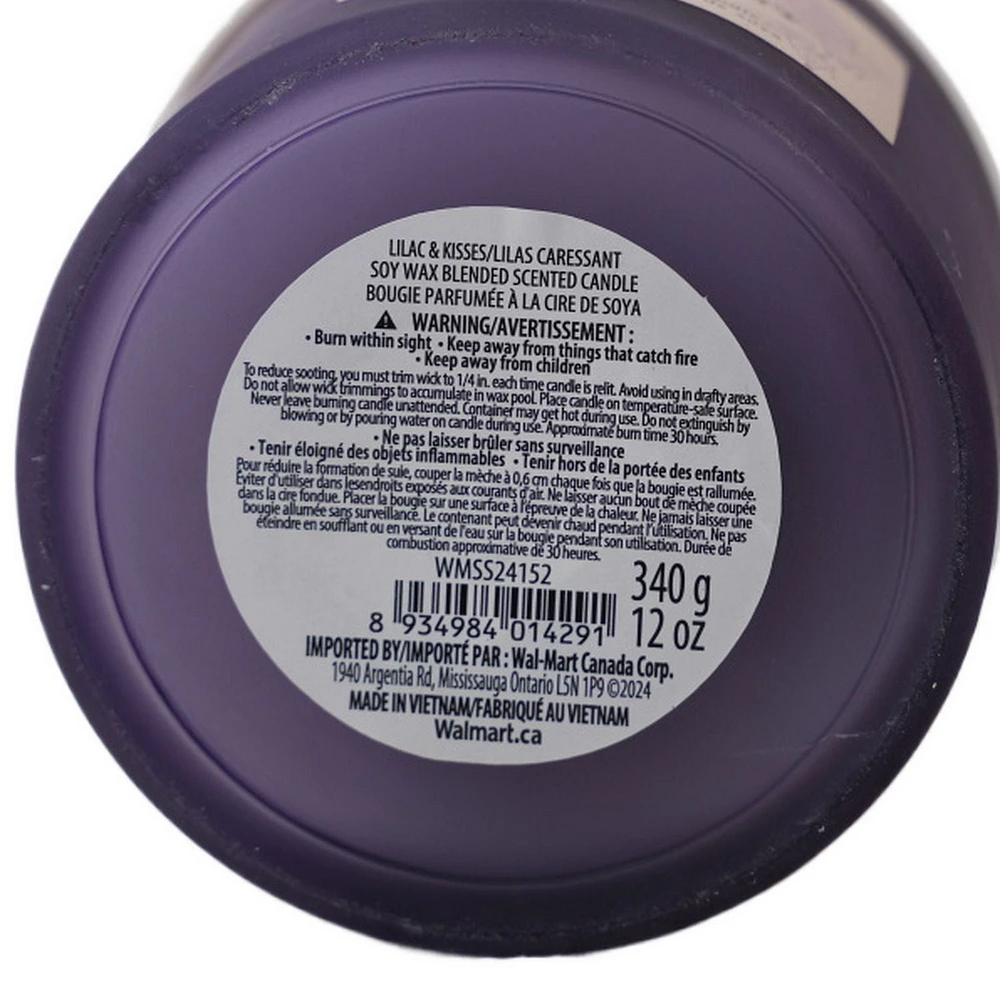 LILAC & KISSES/LILAS CARESSANT
SOY WAX BLENDED SCENTED CANDLE
BOUGIE PARFUMÉE À LA CIRE DE SOYA
⚠ WARNING/AVERTISSEMENT :
• Burn within sight • Keep away from things that catch fire
• Keep away from children
To reduce sooting, you must trim wick to 1/4 in. each time candle is relit. Avoid using in drafty areas.
Do not allow wick trimmings to accumulate in wax pool. Place candle on temperature-safe surface.
Never leave burning candle unattended. Container may get hot during use. Do not extinguish by
blowing or by pouring water on candle during use. Approximate burn time 30 hours.
• Ne pas laisser brûler sans surveillance
• Tenir éloigné des objets inflammables • Tenir hors de la portée des enfants
Pour réduire la formation de suie, couper la mèche à 0,6 cm chaque fois que la bougie est rallumée.
Éviter d'utiliser dans lesendroits exposés aux courants d'air. Ne laisser aucun bout de mèche coupée
dans la cire fondue. Placer la bougie sur une surface à l'épreuve de la chaleur. Ne jamais laisser une
bougie allumée sans surveillance. Le contenant peut devenir chaud pendant l'utilisation. Ne pas
éteindre en soufflant ou en versant de l'eau sur la bougie pendant son utilisation. Durée de
combustion approximative de 30 heures.
WMSS24152
340 g
12 oz
8 934984 014291
IMPORTED BY/IMPORTÉ PAR : Wal-Mart Canada Corp.
1940 Argentia Rd, Mississauga Ontario L5N 1P9 ©2024
MADE IN VIETNAM/FABRIQUÉ AU VIETNAM
Walmart.ca